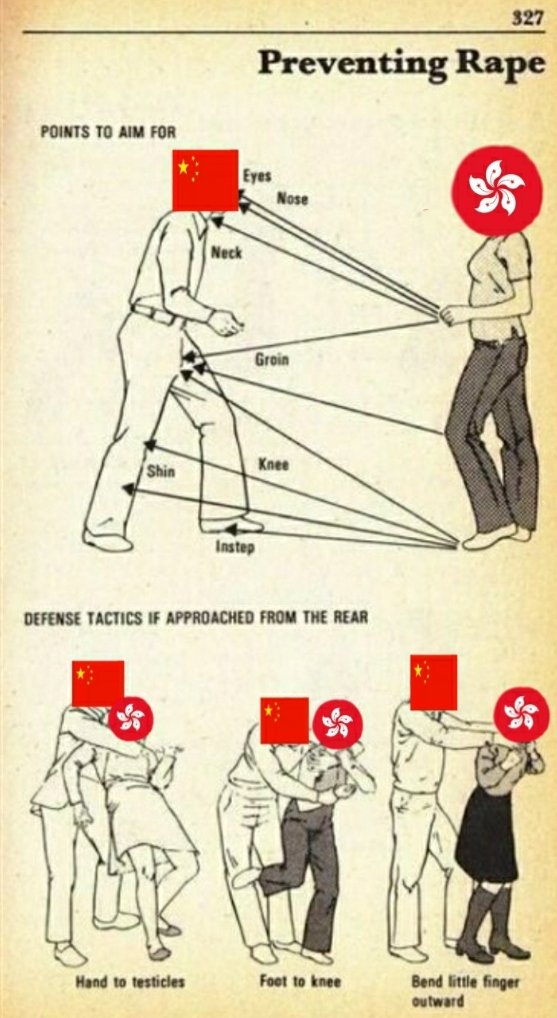 327
Preventing Rape
POINTS TO AIM FOR
Eyes
Nose
Neck
Groin
Knee
Shin
Instep
DEFENSE TACTICS IF APPROACHED FROM THE REAR
Hand to testicles
Foot to knee
Bend little finger
outward